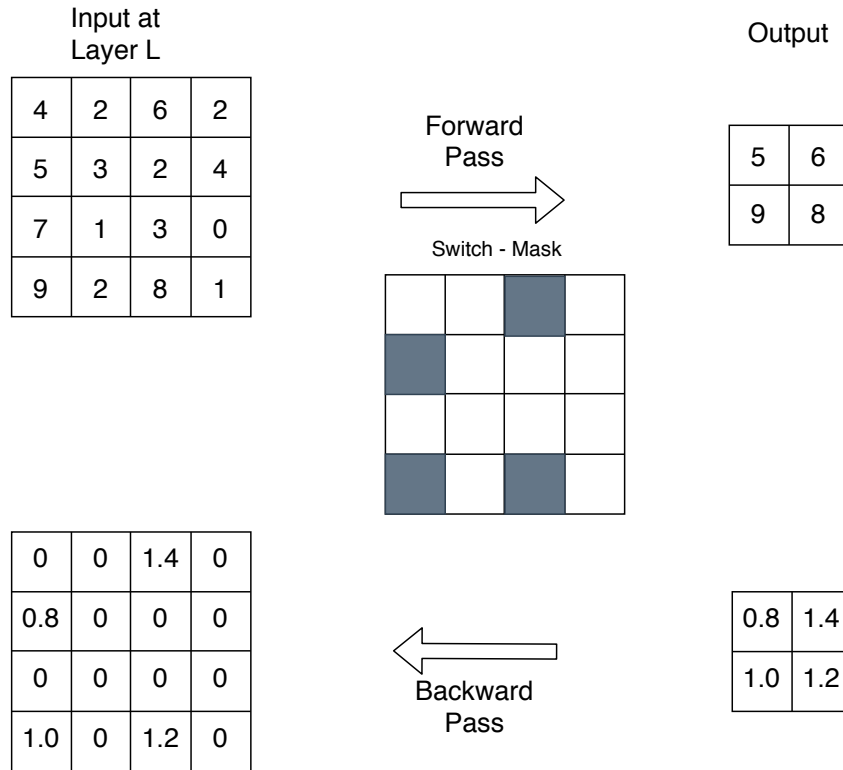 Input at
Layer L
Output
4 2 6 2
5 3 2 4
7 1 3 0
9 2 8 1
Forward
Pass
5 6
9 8
Switch - Mask
0 0 1.4 0
0.8 0 0 0
0 0 0 0
1.0 0 1.2 0
Backward
Pass
0.8 1.4
1.0 1.2